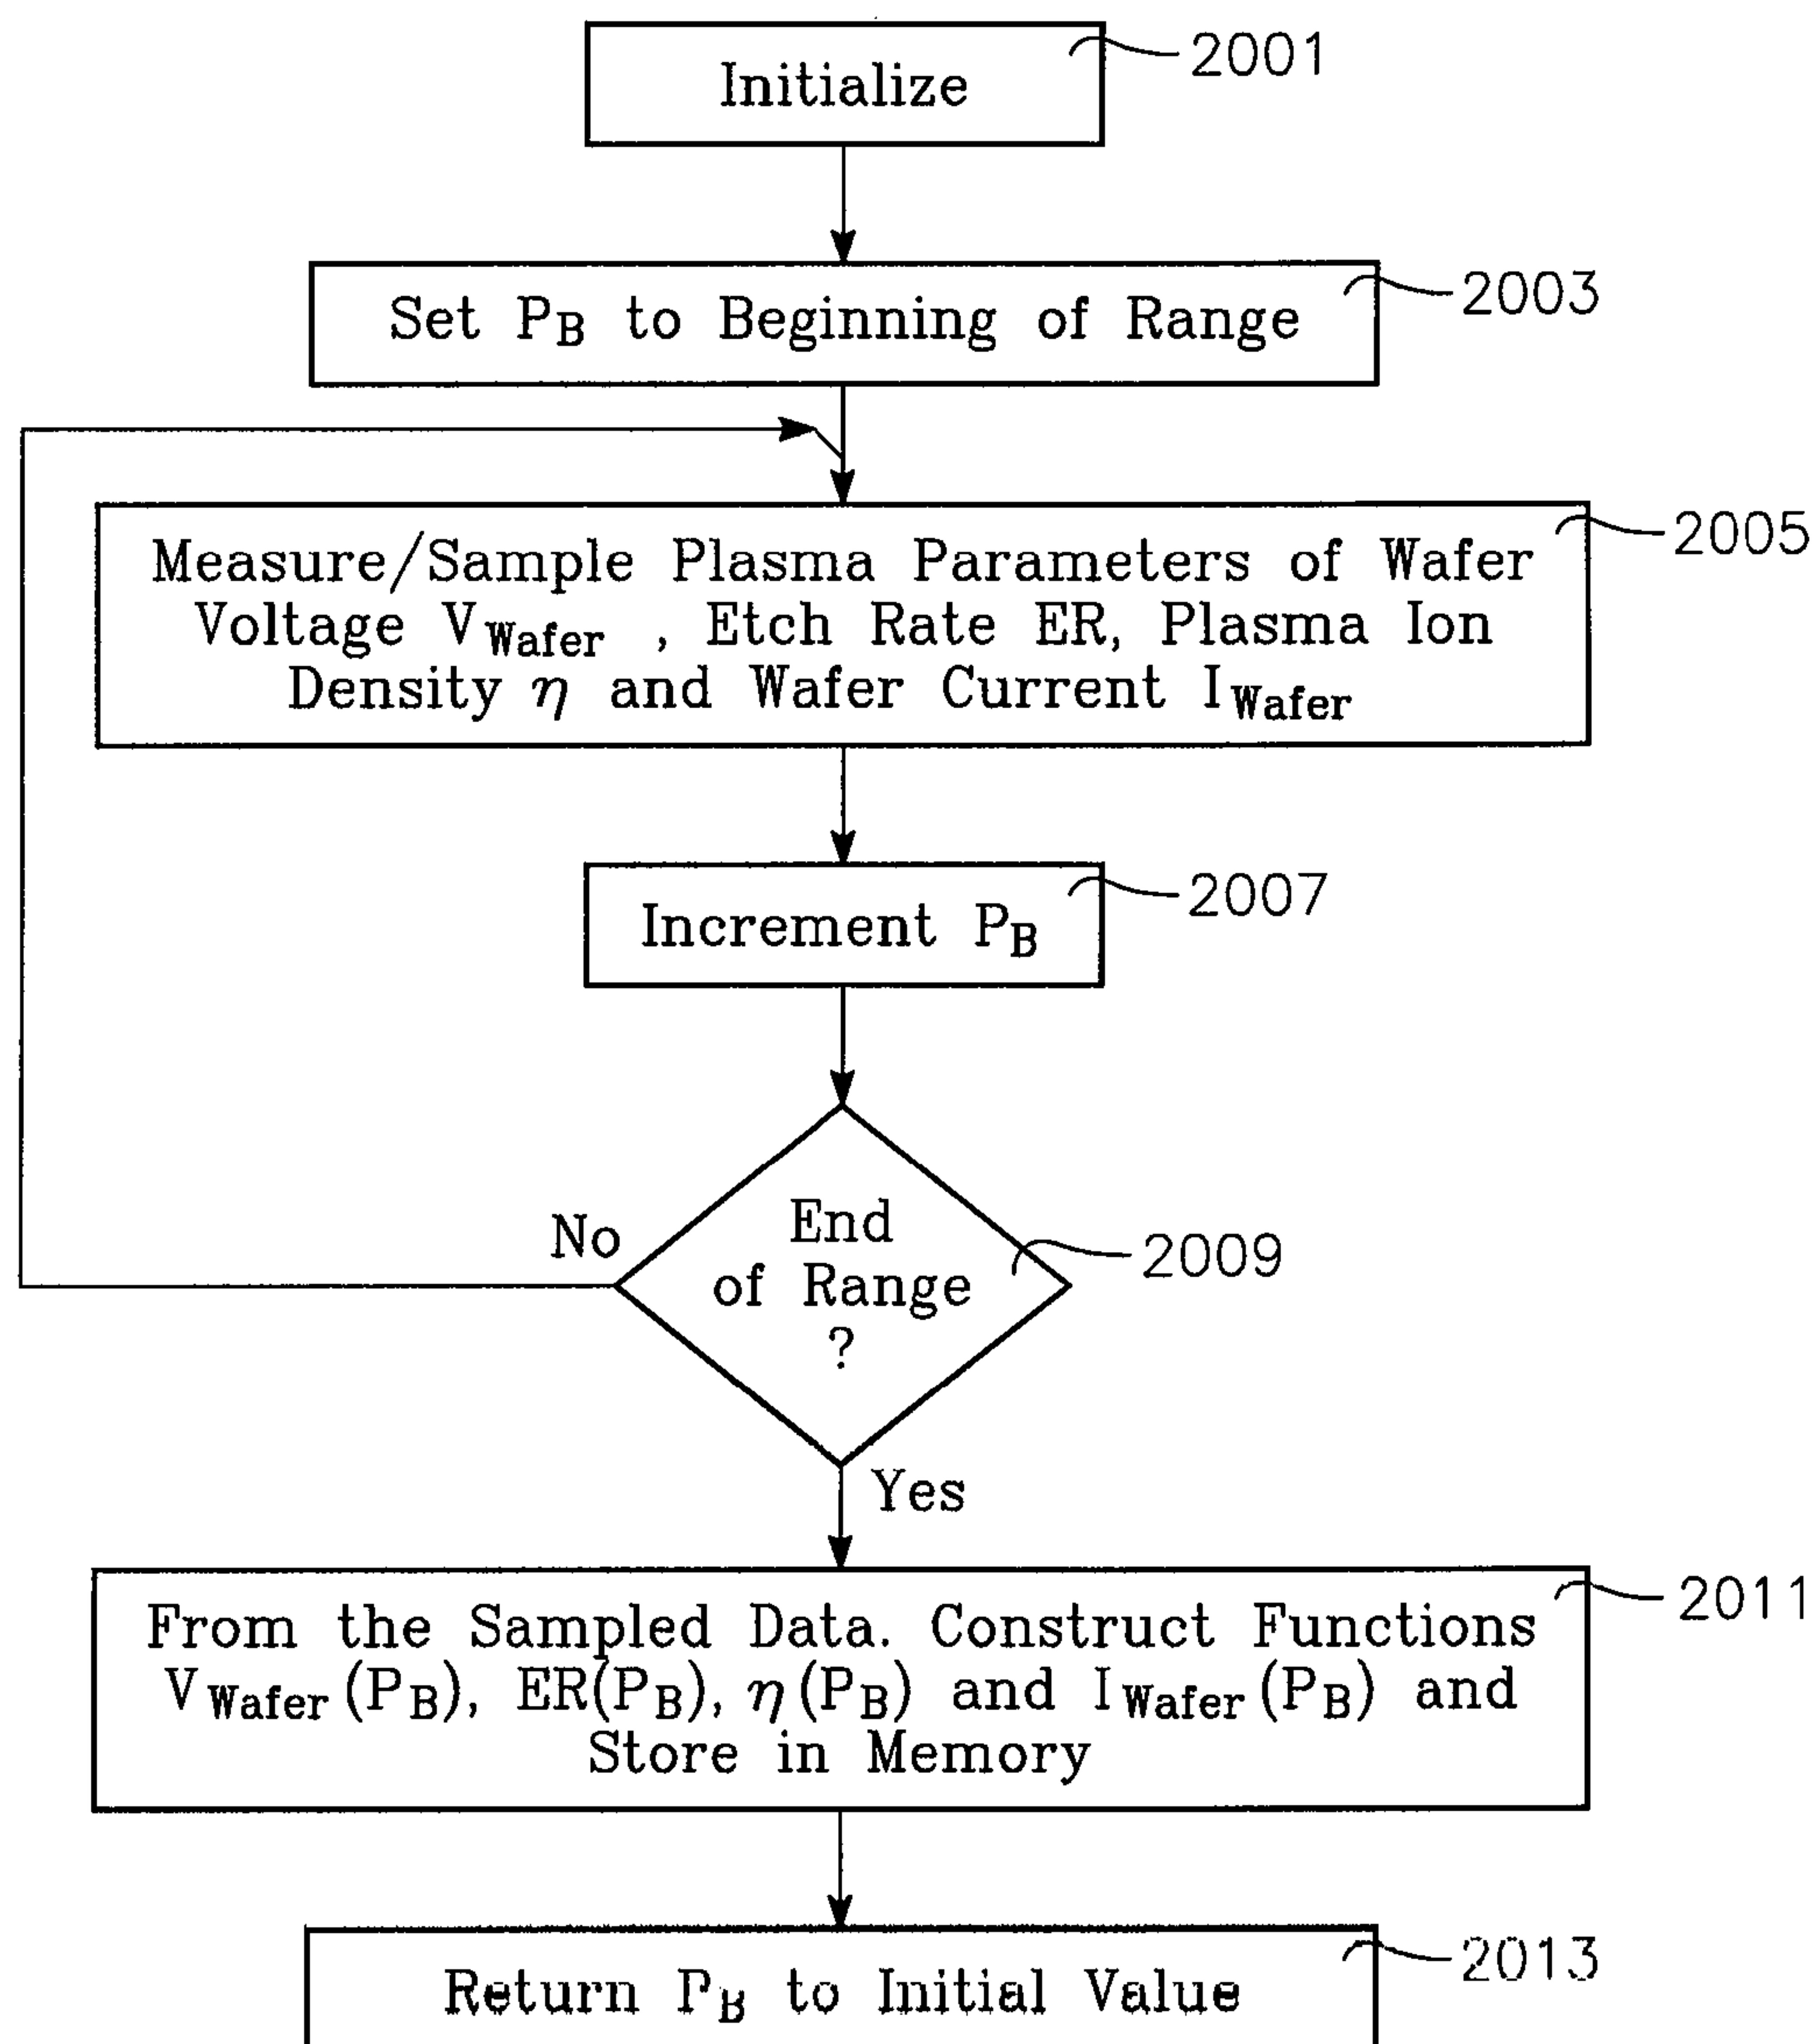 Initialize
2001
Set P_B to Beginning of Range
2003
Measure/Sample Plasma Parameters of Wafer
Voltage V_Wafer , Etch Rate ER, Plasma Ion
Density η and Wafer Current I_Wafer
2005
Increment P_B
2007
End
of Range
?
2009
No
Yes
From the Sampled Data. Construct Functions
V_Wafer (P_B), ER(P_B), η(P_B) and I_Wafer (P_B) and
Store in Memory
2011
Return P_B to Initial Value
2013